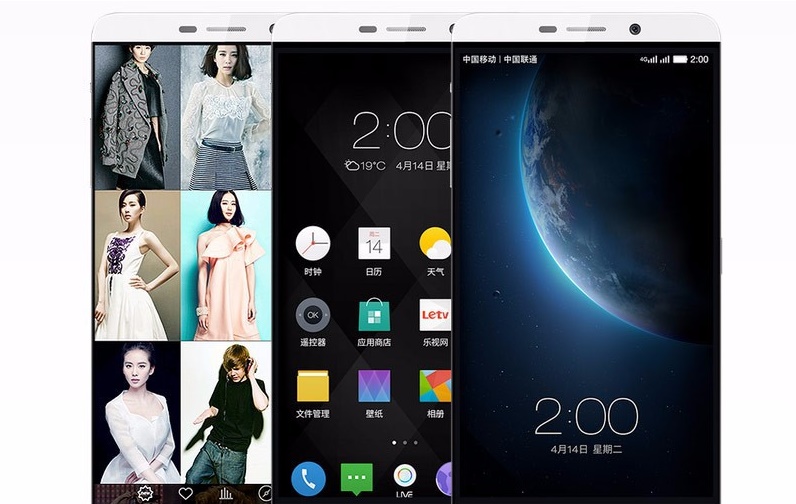 中国移动 | 中国联通
4G
2:00
2:00
19°C 4月14日 星期
周二
14
时钟
日历
天气
OK
Letv
遥控器
应用商店
乐视网
文件管理
壁纸
相册
2:00
4月14日 星期二
LIVE